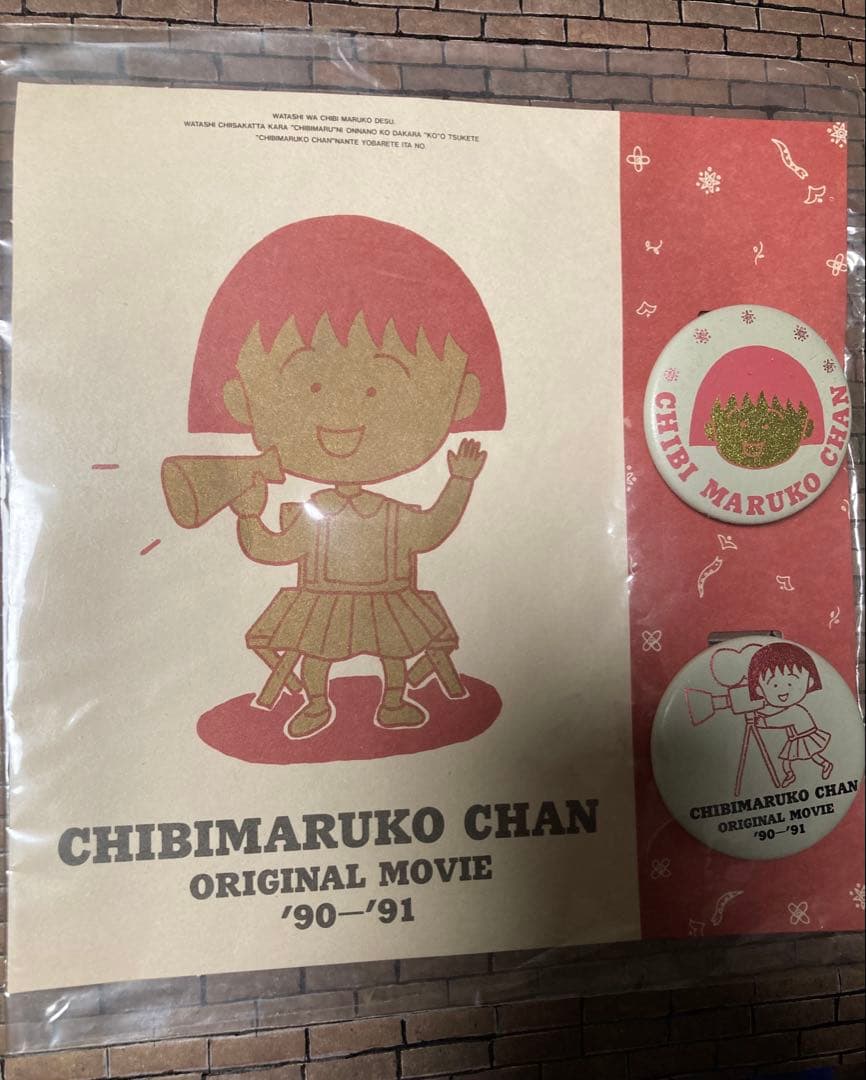 WATASHI WA CHIBI MARUKO DESU.
WATASHI CHIISAKATTA KARA "CHIBIMARU"NI ONNANO KO DAKARA "KO"O TSUKETE
"CHIBIMARUKO CHAN"NANTE YOBARETE ITA NO.
CHIBIMARUKO CHAN
ORIGINAL MOVIE
'90—'91
CHIBI MARUKO CHAN
CHIBIMARUKO CHAN
ORIGINAL MOVIE
'90—'91